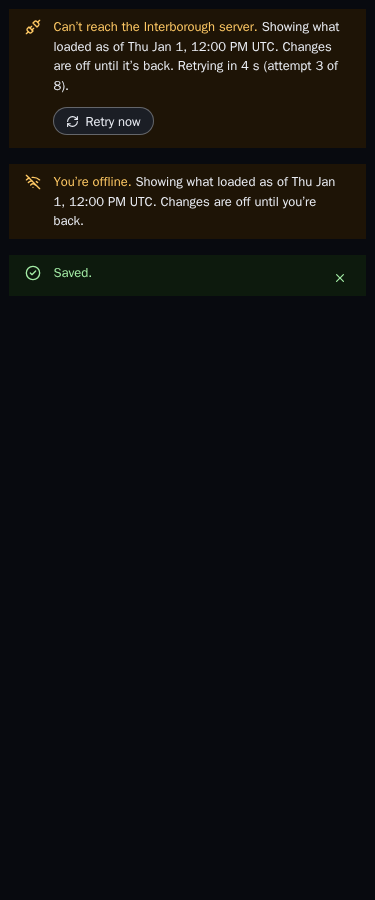 Can’t reach the Interborough server. Showing what
loaded as of Thu Jan 1, 12:00 PM UTC. Changes
are off until it’s back. Retrying in 4 s (attempt 3 of
8).
Retry now
You’re offline. Showing what loaded as of Thu Jan
1, 12:00 PM UTC. Changes are off until you’re
back.
Saved.